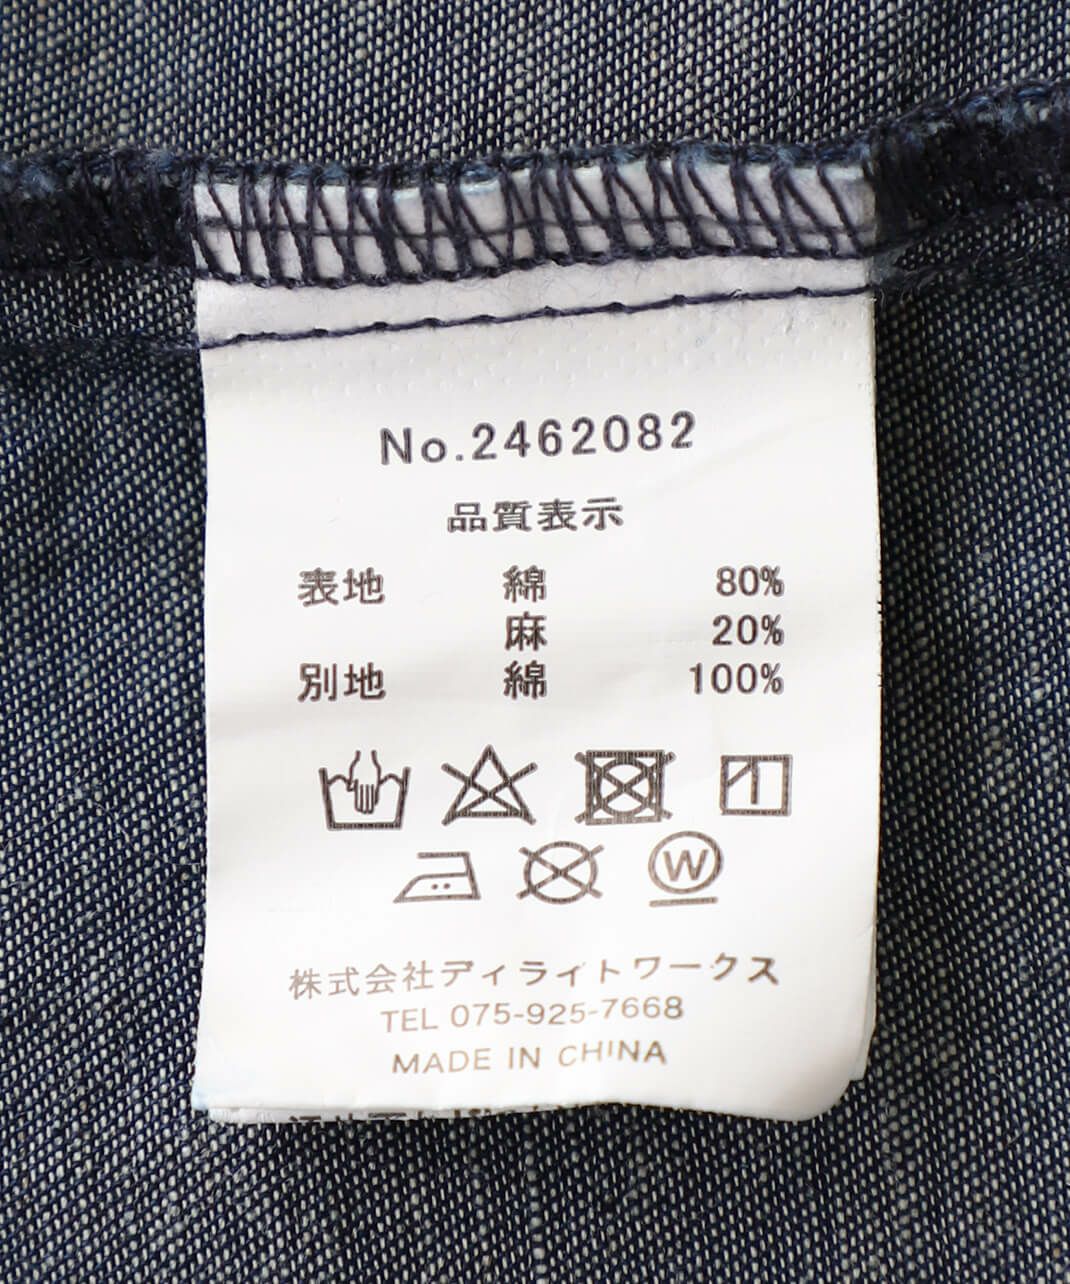 No.2462082
品質表示
表地 綿 80%
麻 20%
別地 綿 100%
W
株式会社ディライトワークス
TEL 075-925-7668
MADE IN CHINA